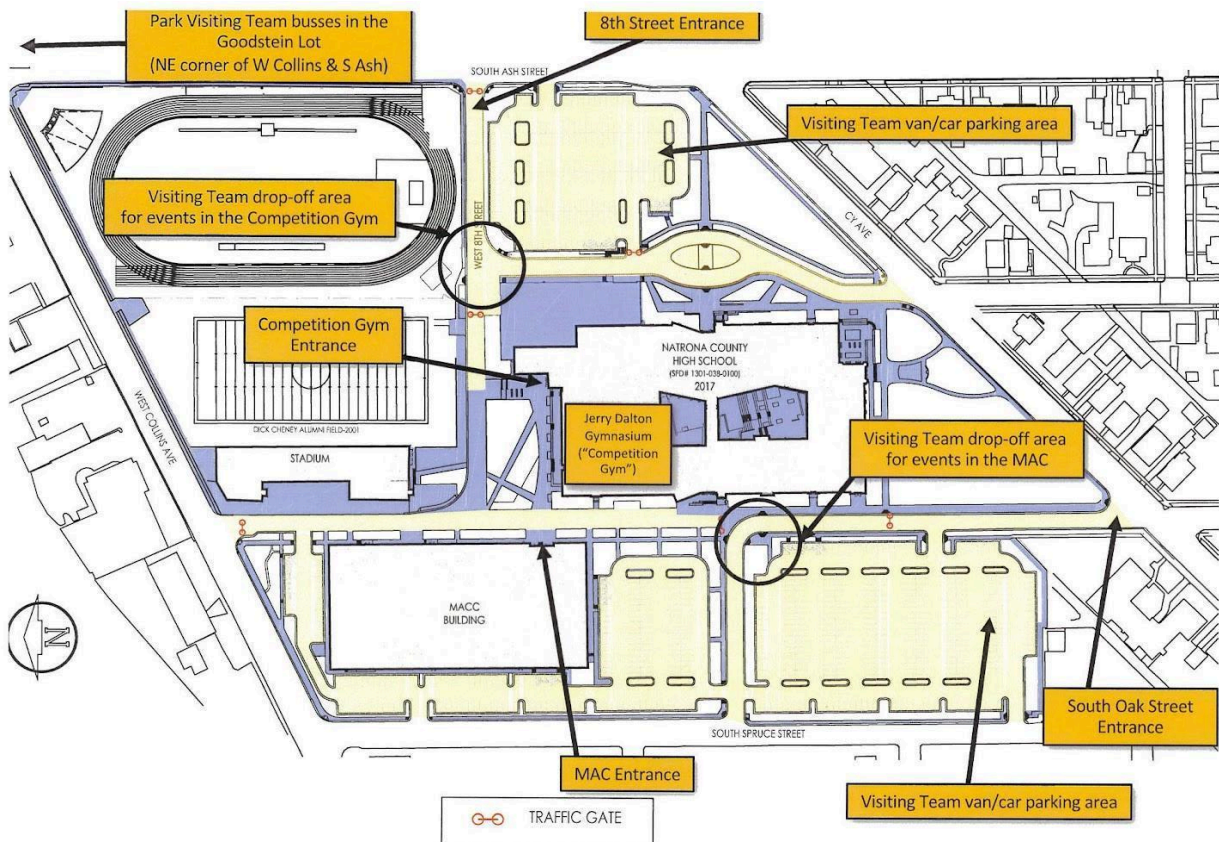 Park Visiting Team busses in the
Goodstein Lot
(NE corner of W Collins & S Ash)
8th Street Entrance
SOUTH ASH STREET
Visiting Team van/car parking area
Visiting Team drop-off area
for events in the Competition Gym
WEST 8TH STREET
CY AVE
Competition Gym
Entrance
NATRONA COUNTY
HIGH SCHOOL
(SFD# 1301-038-0100)
2017
WEST COLLINS AVE
DICK CHENEY ALUMNI FIELD-2001
Jerry Dalton
Gymnasium
("Competition
Gym")
Visiting Team drop-off area
for events in the MAC
STADIUM
MACC
BUILDING
N
South Oak Street
Entrance
SOUTH SPRUCE STREET
MAC Entrance
Visiting Team van/car parking area
TRAFFIC GATE